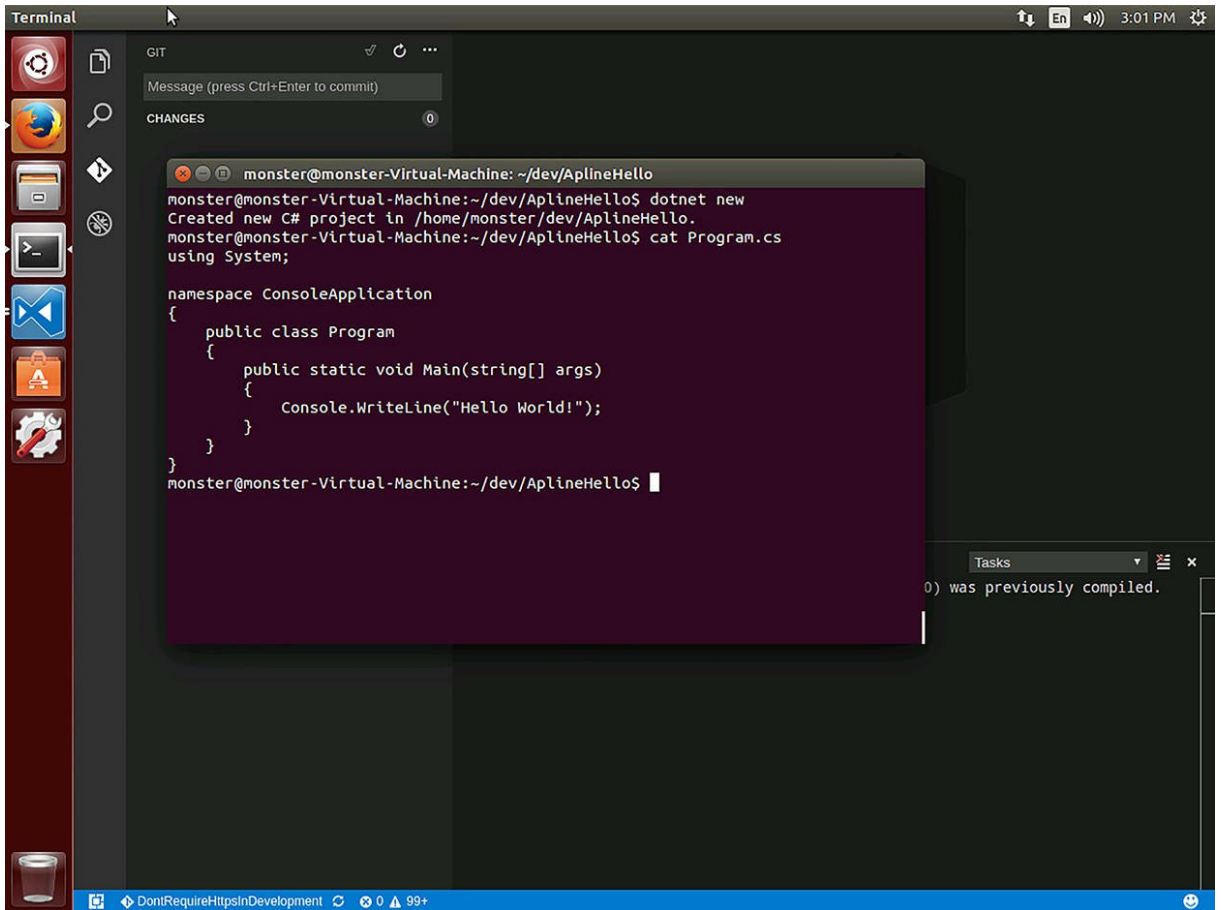 Terminal
En
3:01 PM
GIT
Message (press Ctrl+Enter to commit)
CHANGES
0
monster@monster-Virtual-Machine: ~/dev/AplineHello
monster@monster-Virtual-Machine:~/dev/AplineHello$ dotnet new
Created new C# project in /home/monster/dev/AplineHello.
monster@monster-Virtual-Machine:~/dev/AplineHello$ cat Program.cs
using System;
namespace ConsoleApplication
{
    public class Program
    {
        public static void Main(string[] args)
        {
            Console.WriteLine("Hello World!");
        }
    }
}
monster@monster-Virtual-Machine:~/dev/AplineHello$
Tasks
0) was previously compiled.
DontRequireHttpsInDevelopment 0 99+